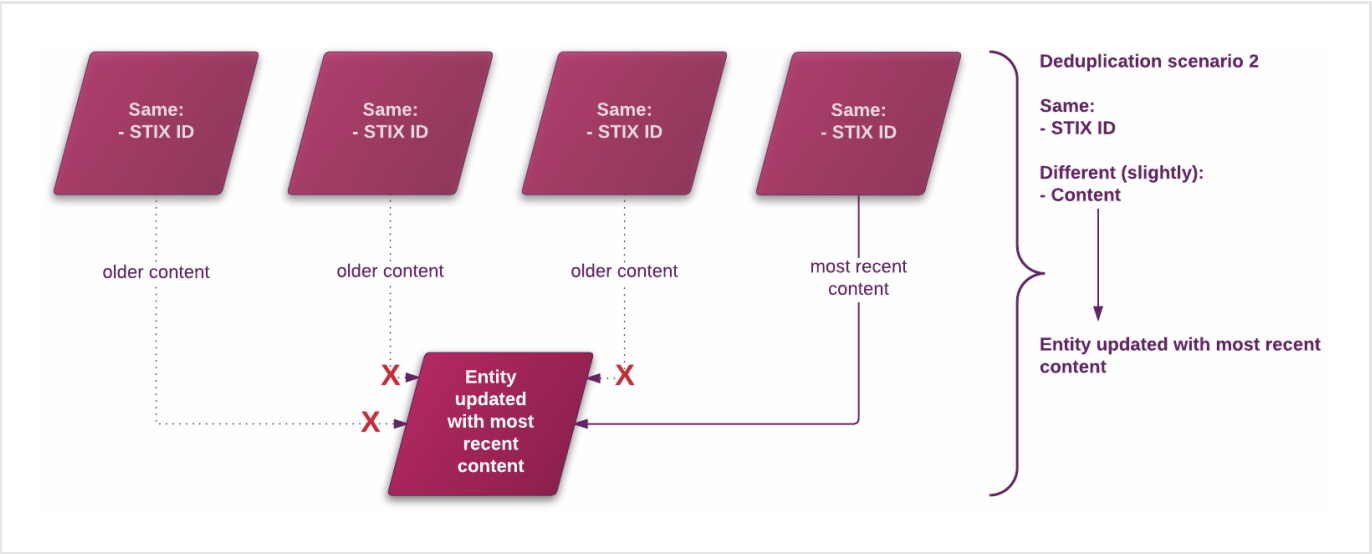 Same:
- STIX ID
Same:
- STIX ID
Same:
- STIX ID
Same:
- STIX ID
older content
older content
older content
most recent
content
X
X
X
Entity
updated
with most
recent
content
Deduplication scenario 2
Same:
- STIX ID
Different (slightly):
- Content
Entity updated with most recent
content